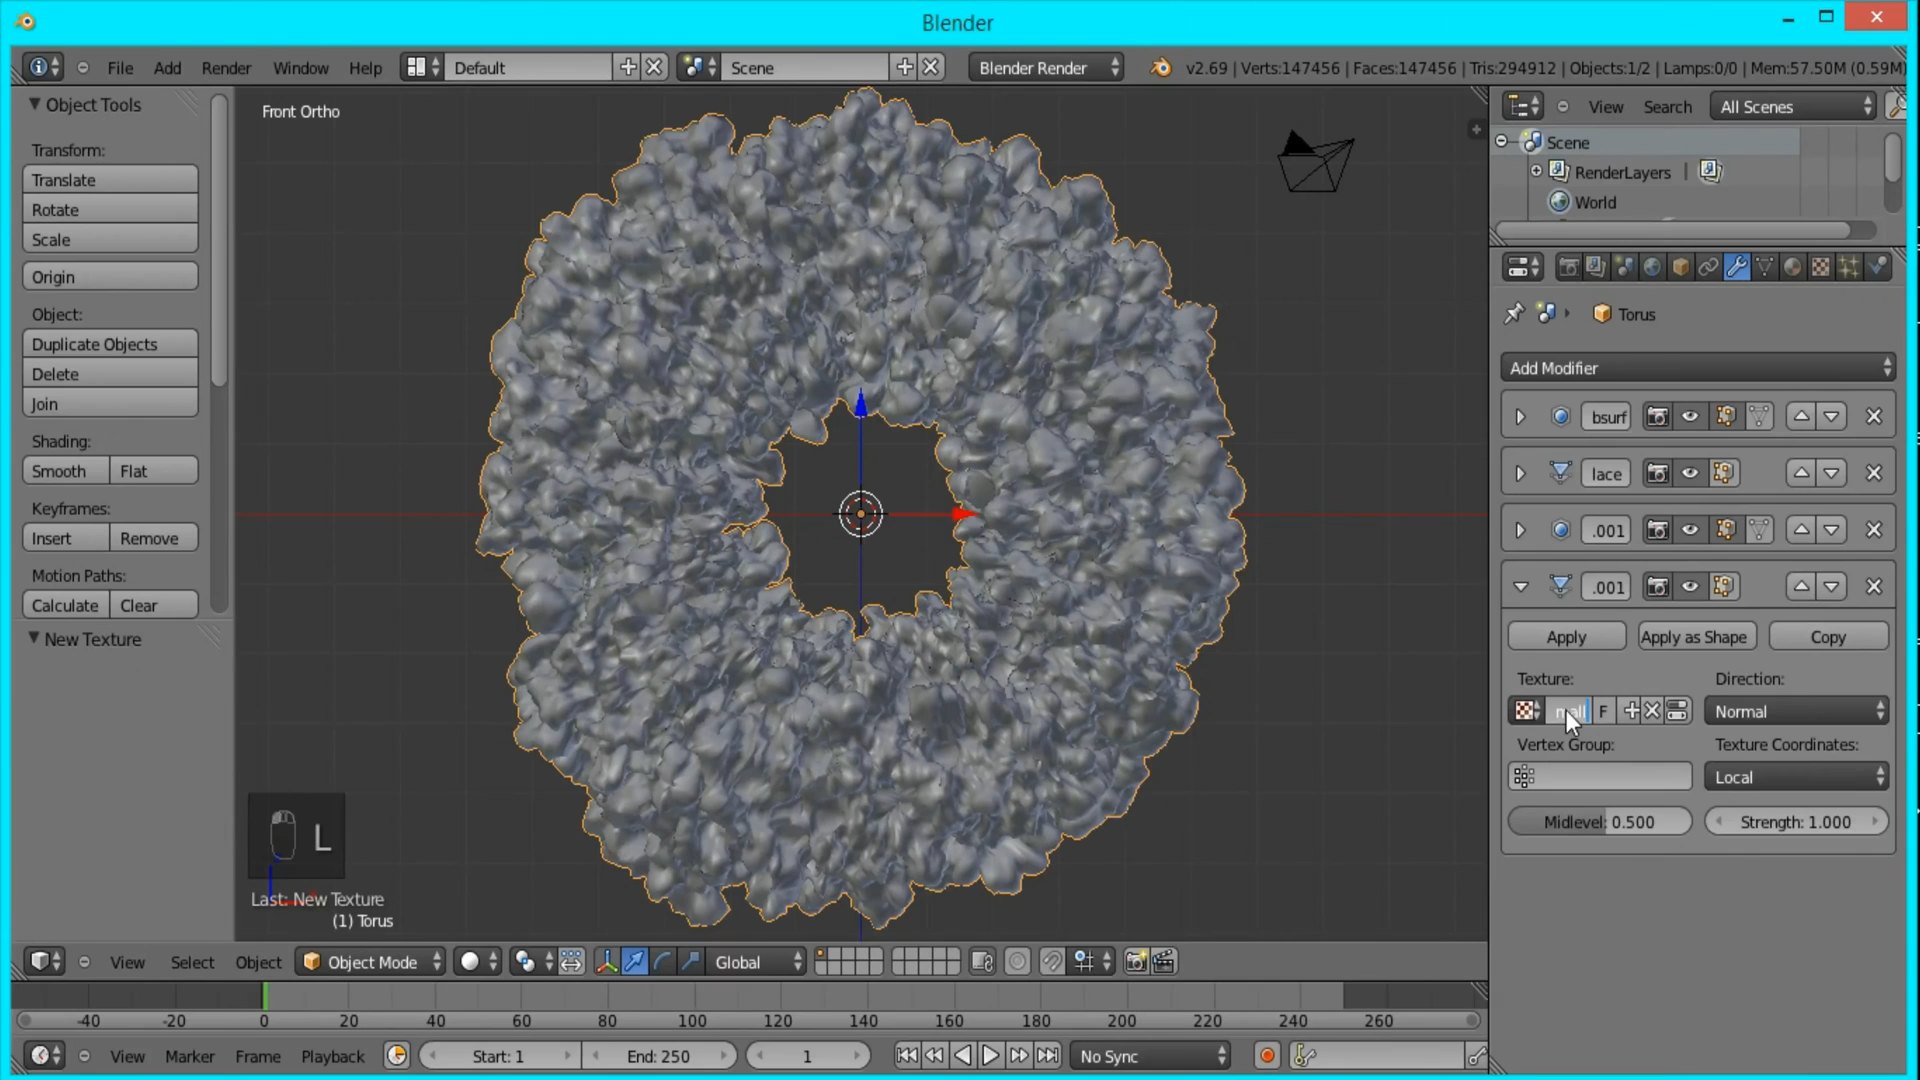 Blender
File Add Render Window Help Default Scene Blender Render v2.69 | Verts:147456 | Faces:147456 | Tris:294912 | Objects:1/2 | Lamps:0/0 | Mem:57.50M (0.59M)
Object Tools
Transform:
Translate
Rotate
Scale
Origin
Object:
Duplicate Objects
Delete
Join
Shading:
Smooth Flat
Keyframes:
Insert Remove
Motion Paths:
Calculate Clear
New Texture
Front Ortho
L
Last: New Texture
(1) Torus
View Search All Scenes
Scene
RenderLayers |
World
Torus
Add Modifier
bsurf
lace
.001
.001
Apply Apply as Shape Copy
Texture: Direction:
F Normal
Vertex Group: Texture Coordinates:
Local
Midlevel: 0.500 Strength: 1.000
View Select Object Object Mode Global
-40 -20 0 20 40 60 80 100 120 140 160 180 200 220 240 260
View Marker Frame Playback Start: 1 End: 250 1 No Sync